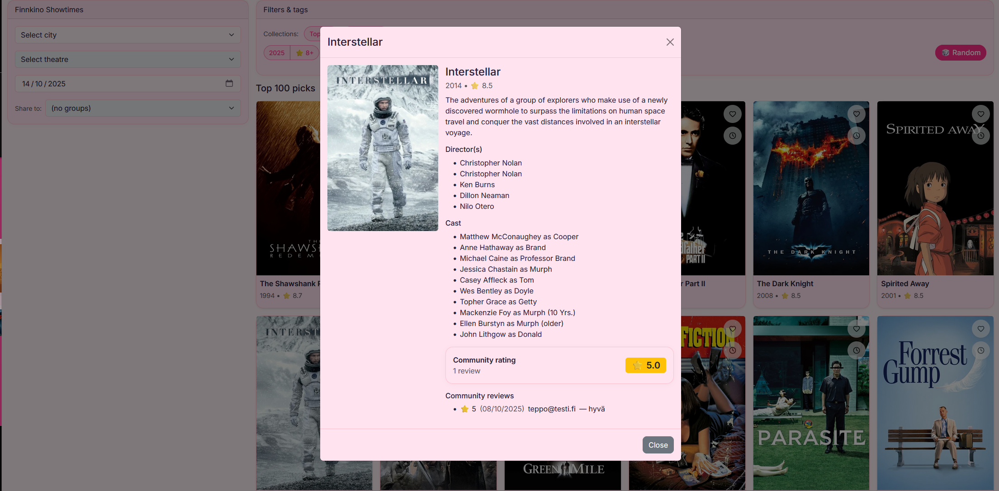 Finnkino Showtimes
Select city
Select theatre
14/10/2025
Share to: (no groups)
Filters & tags
Collections: Top
2025 ⭐ 8+
🎲 Random
Top 100 picks
Interstellar
INTERSTELLAR
Interstellar
2014 • ⭐ 8.5
The adventures of a group of explorers who make use of a newly
discovered wormhole to surpass the limitations on human space
travel and conquer the vast distances involved in an interstellar
voyage.
Director(s)
• Christopher Nolan
• Christopher Nolan
• Ken Burns
• Dillon Neaman
• Nilo Otero
Cast
• Matthew McConaughey as Cooper
• Anne Hathaway as Brand
• Michael Caine as Professor Brand
• Jessica Chastain as Murph
• Casey Affleck as Tom
• Wes Bentley as Doyle
• Topher Grace as Getty
• Mackenzie Foy as Murph (10 Yrs.)
• Ellen Burstyn as Murph (older)
• John Lithgow as Donald
Community rating
1 review
⭐ 5.0
Community reviews
• ⭐ 5 (08/10/2025) teppo@testi.fi — hyvä
Close
TH
SHAWS
REDEM
The Shawshank R
1994 • ⭐ 8.7
father
PART II
r Part II
THE DARK KNIGHT
The Dark Knight
2008 • ⭐ 8.5
SPIRITED AWAY
Spirited Away
2001 • ⭐ 8.5
INTERST
GREEN MILE
FICTION
PARASITE
Forrest
Gump